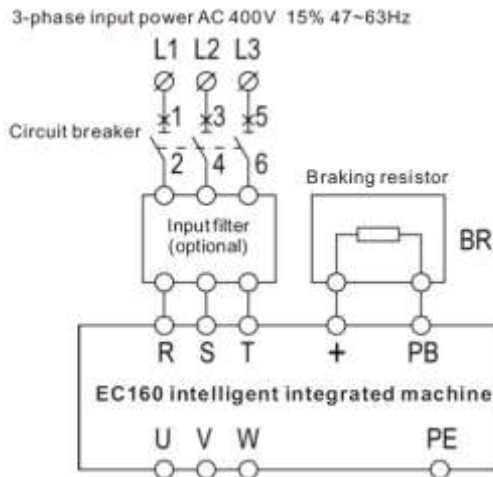 3-phase input power AC 400V 15% 47~63Hz
L1 L2 L3
1 3 5
Circuit breaker
2 4 6
Braking resistor
Input filter
(optional)
BR
R S T + PB
EC160 intelligent integrated machine
U V W PE